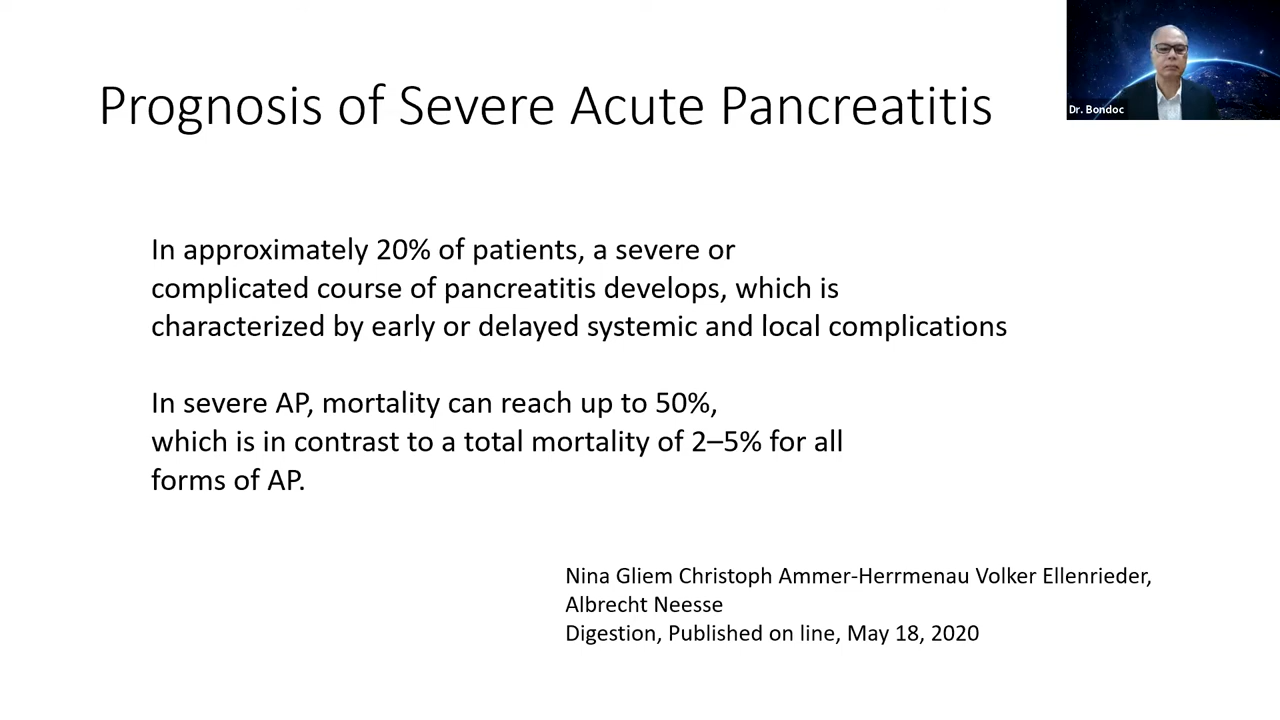 Prognosis of Severe Acute Pancreatitis
Dr. Bondoc
In approximately 20% of patients, a severe or
complicated course of pancreatitis develops, which is
characterized by early or delayed systemic and local complications
In severe AP, mortality can reach up to 50%,
which is in contrast to a total mortality of 2–5% for all
forms of AP.
Nina Gliem Christoph Ammer-Herrmenau Volker Ellenrieder,
Albrecht Neesse
Digestion, Published on line, May 18, 2020